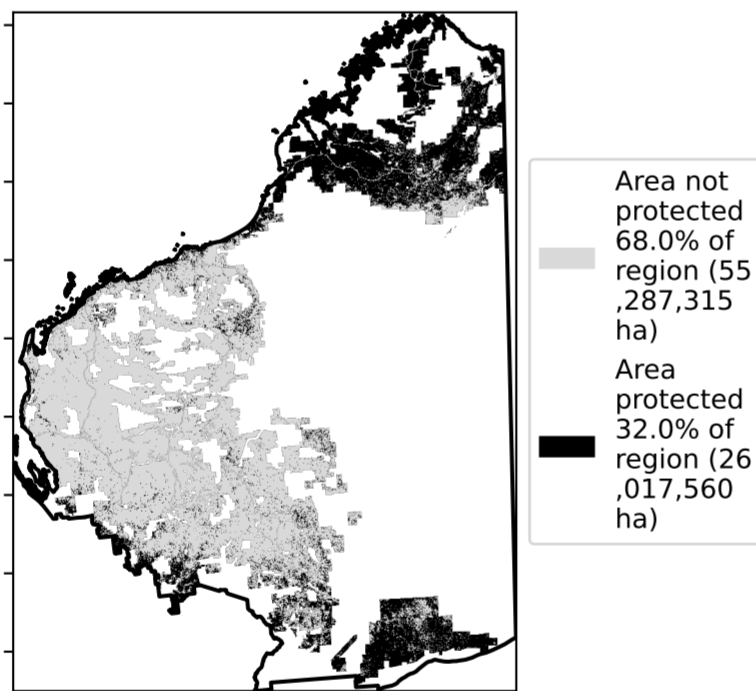 Area not
protected
68.0% of
region (55
,287,315
ha)
Area
protected
32.0% of
region (26
,017,560
ha)